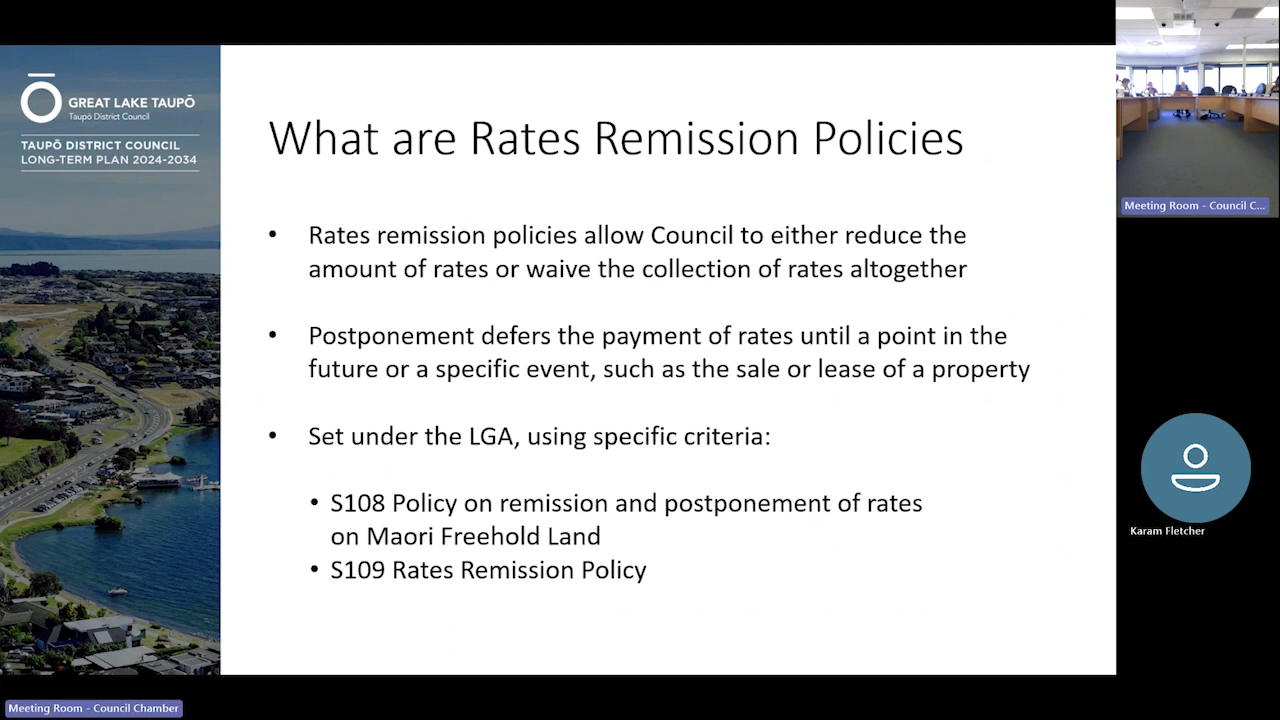 GREAT LAKE TAUPŌ
Taupō District Council
TAUPŌ DISTRICT COUNCIL
LONG-TERM PLAN 2024-2034
What are Rates Remission Policies
• Rates remission policies allow Council to either reduce the
amount of rates or waive the collection of rates altogether
• Postponement defers the payment of rates until a point in the
future or a specific event, such as the sale or lease of a property
• Set under the LGA, using specific criteria:
• S108 Policy on remission and postponement of rates
on Maori Freehold Land
• S109 Rates Remission Policy
Meeting Room - Council C...
Karam Fletcher
Meeting Room - Council Chamber